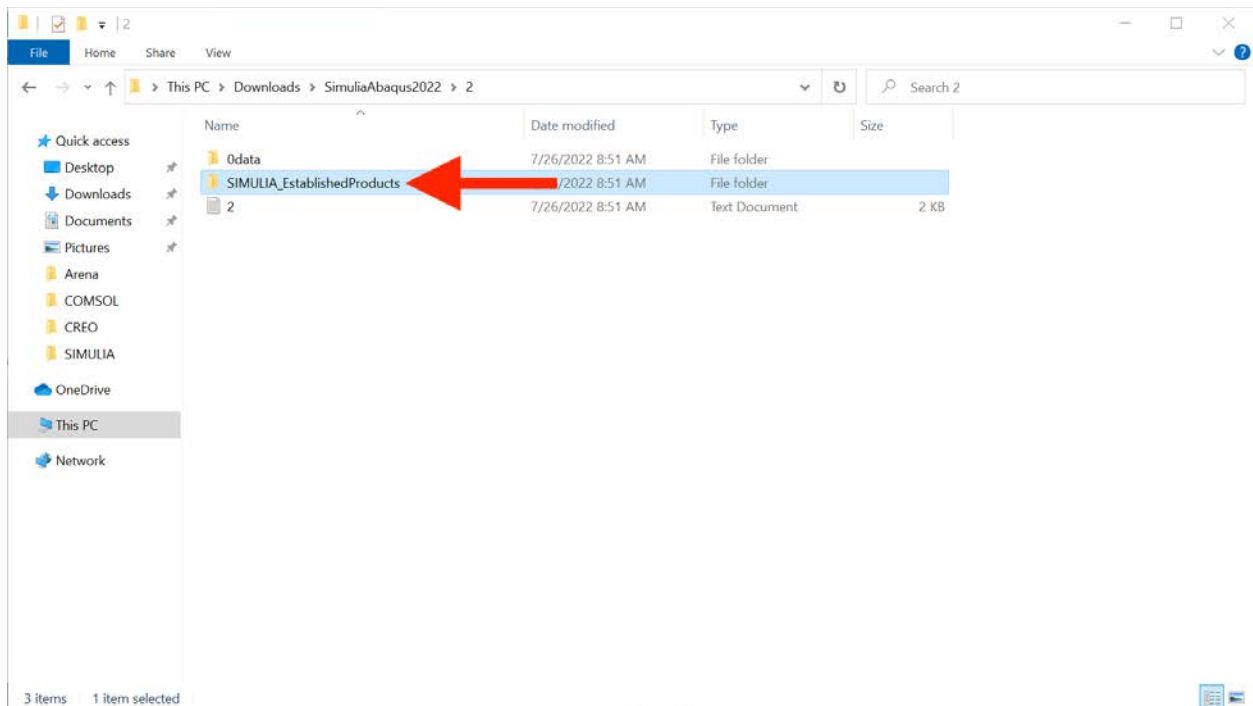 2
File Home Share View
This PC > Downloads > SimuliaAbaqus2022 > 2
Search 2
Name Date modified Type Size
Quick access
Desktop
Downloads
Documents
Pictures
Arena
COMSOL
CREO
SIMULIA
OneDrive
This PC
Network
0data 7/26/2022 8:51 AM File folder
SIMULIA_EstablishedProducts /2022 8:51 AM File folder
2 7/26/2022 8:51 AM Text Document 2 KB
3 items 1 item selected